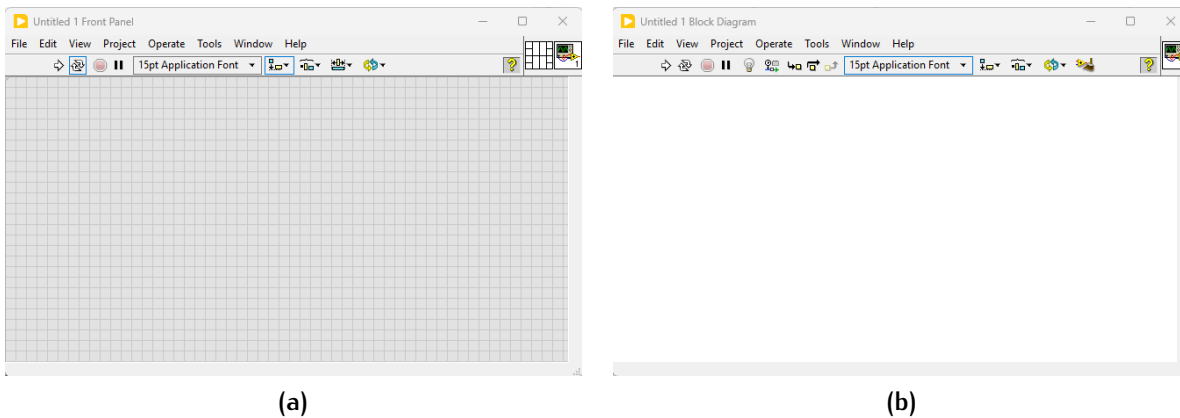 Untitled 1 Front Panel
File Edit View Project Operate Tools Window Help
15pt Application Font
?
1
(a)
Untitled 1 Block Diagram
File Edit View Project Operate Tools Window Help
15pt Application Font
?
(b)